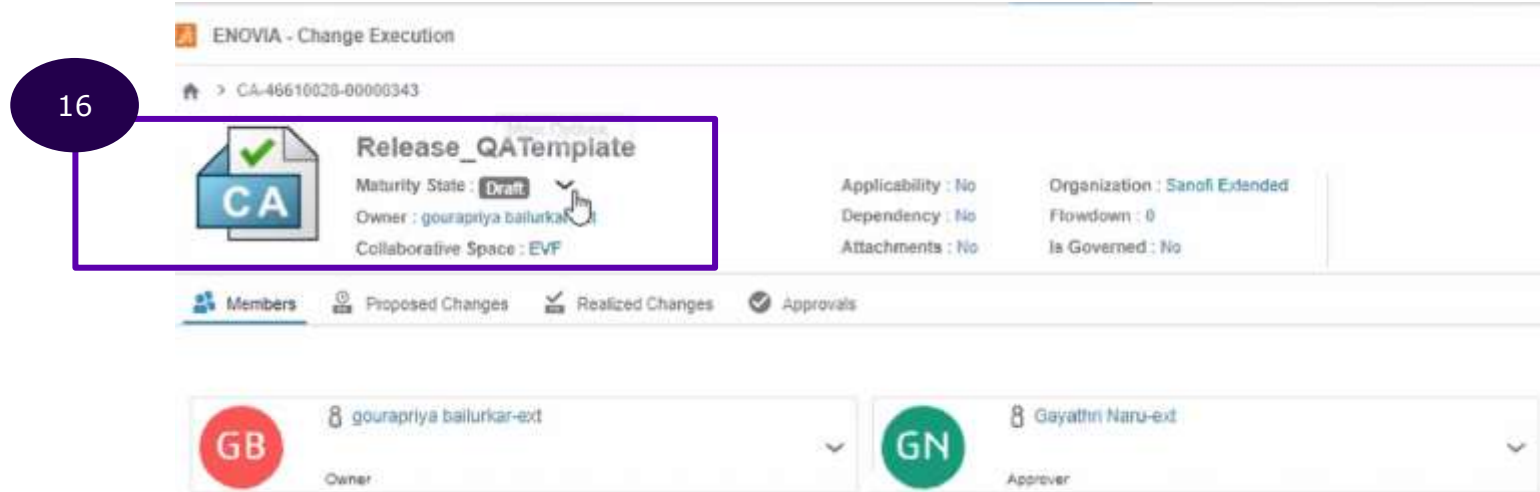 ENOVIA - Change Execution
> CA-46610028-00000343
16
Release_QATemplate
CA
Maturity State : Draft
Owner : gourapriya bailurkar
Collaborative Space : EVF
Applicability : No
Dependency : No
Attachments : No
Organization : Sanofi Extended
Flowdown : 0
Is Governed : No
Members Proposed Changes Realized Changes Approvals
GB
gourapriya bailurkar-ext
Owner
GN
Gayathri Naru-ext
Approver